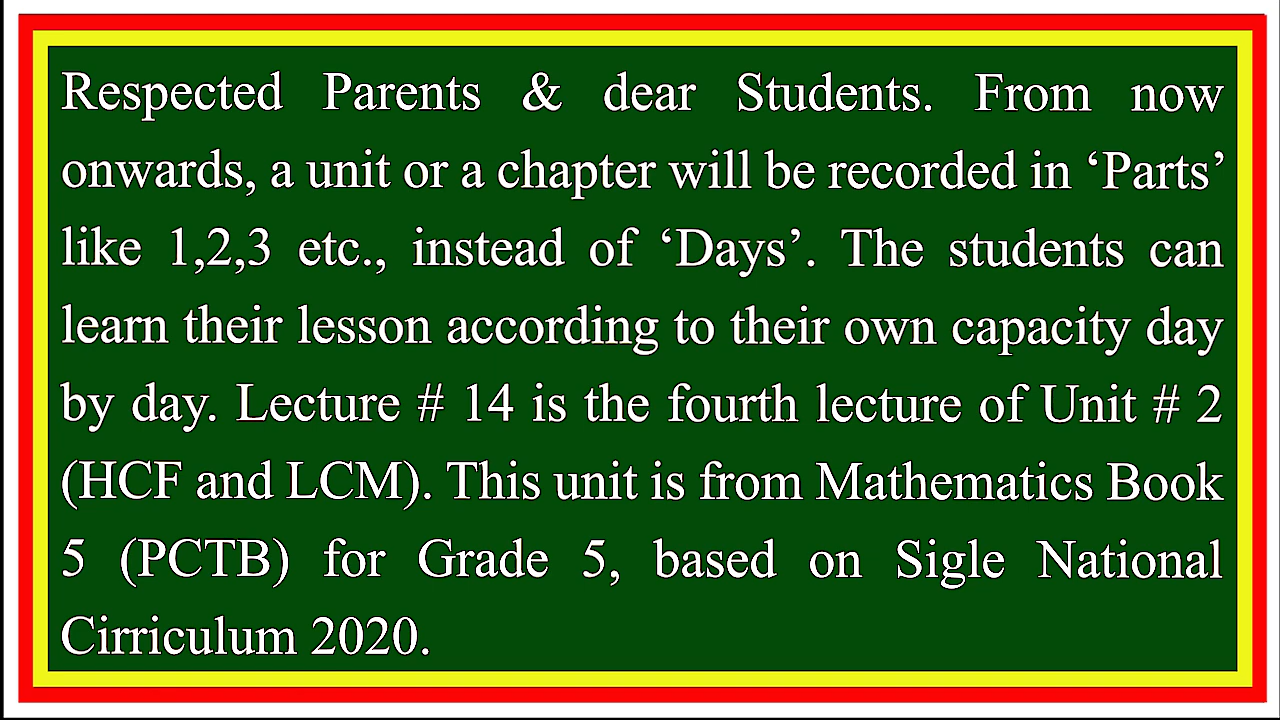 Respected Parents & dear Students. From now
onwards, a unit or a chapter will be recorded in ‘Parts’
like 1,2,3 etc., instead of ‘Days’. The students can
learn their lesson according to their own capacity day
by day. Lecture # 14 is the fourth lecture of Unit # 2
(HCF and LCM). This unit is from Mathematics Book
5 (PCTB) for Grade 5, based on Sigle National
Cirriculum 2020.